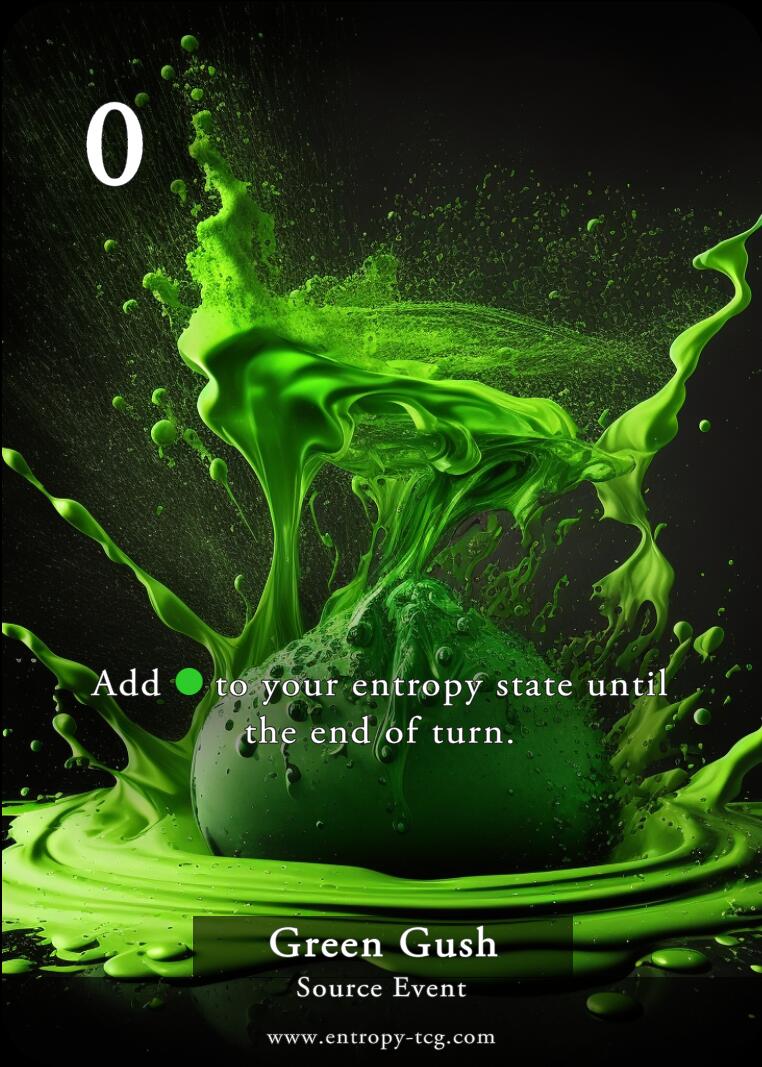 0
Add to your entropy state until
the end of turn.
Green Gush
Source Event
www.entropy-tcg.com